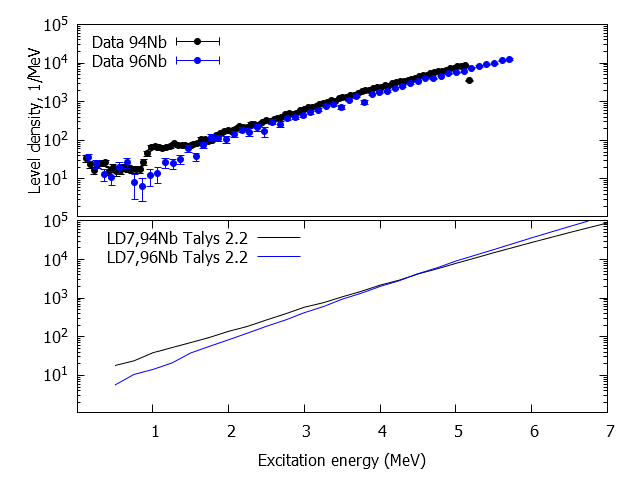 10^5
10^4
10^3
10^2
10^1
Level density, 1/MeV
Data 94Nb
Data 96Nb
10^5
10^4
10^3
10^2
10^1
LD7,94Nb Talys 2.2
LD7,96Nb Talys 2.2
1 2 3 4 5 6 7
Excitation energy (MeV)